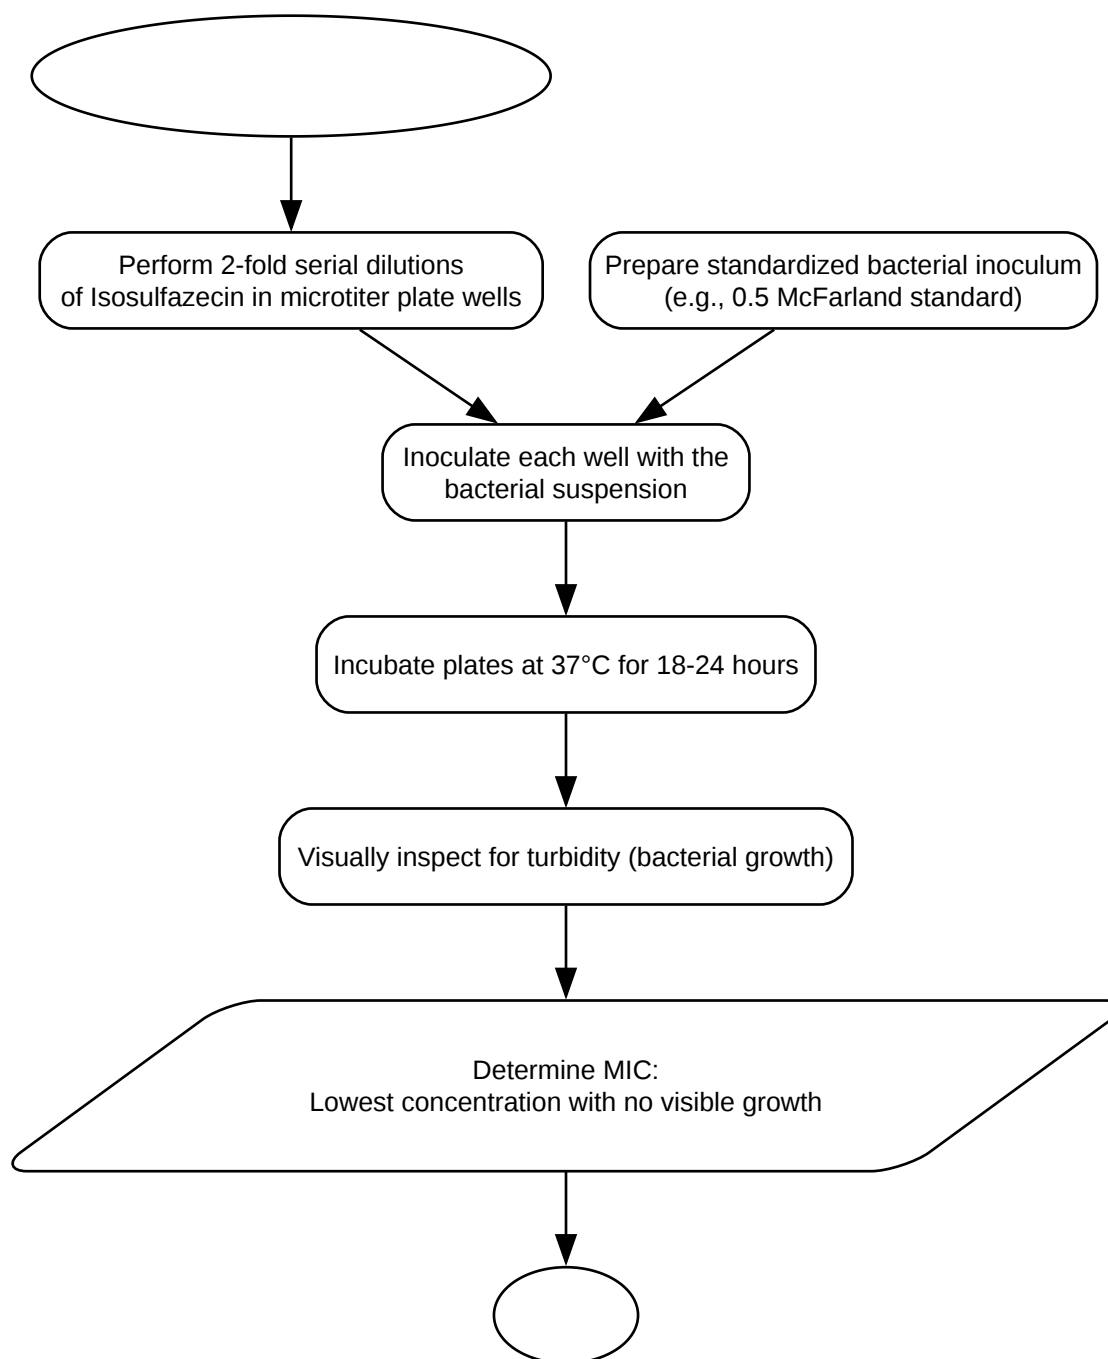 Perform 2-fold serial dilutions
of Isosulfazecin in microtiter plate wells
Prepare standardized bacterial inoculum
(e.g., 0.5 McFarland standard)
Inoculate each well with the
bacterial suspension
Incubate plates at 37°C for 18-24 hours
Visually inspect for turbidity (bacterial growth)
Determine MIC:
Lowest concentration with no visible growth